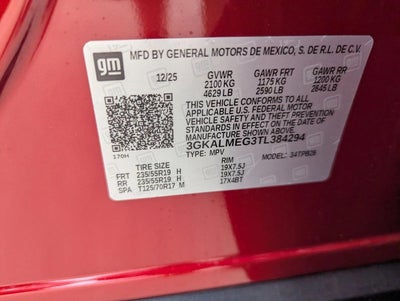 gm MFD BY GENERAL MOTORS DE MEXICO, S. DE R.L. DE C.V.
12/25 GVWR GAWR FRT GAWR RR
2100 KG 1175 KG 1200 KG
4629 LB 2590 LB 2645 LB
THIS VEHICLE CONFORMS TO ALL
APPLICABLE U.S. FEDERAL MOTOR
VEHICLE SAFETY, BUMPER, AND THEFT
PREVENTION STANDARDS IN EFFECT ON
THE DATE OF MANUFACTURE SHOWN ABOVE.
3GKALMEG3TL384294
170H TYPE: MPV MODEL: 34TPB26
TIRE SIZE RIM
FRT 235/55R19 H 19X7.5J
RR 235/55R19 H 19X7.5J
SPA T125/70R17 M 17X4BT